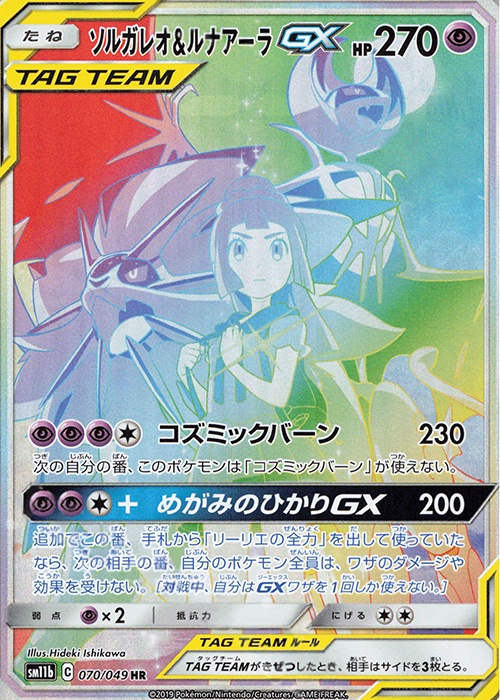 たね ソルガレオ&ルナアーラGX HP270
TAG TEAM
コズミックバーン 230
次の自分の番、このポケモンは「コズミックバーン」が使えない。
+ めがみのひかりGX 200
追加でこの番、手札から「リーリエの全力」を出して使っていた
なら、次の相手の番、自分のポケモン全員は、ワザのダメージや
効果を受けない。[対戦中、自分はGXワザを1回しか使えない。]
弱点 ×2 抵抗力 にげる
Illus.Hideki Ishikawa
TAG TEAM ルール
sm11b C 070/049 HR
TAG TEAMがきぜつしたとき、相手はサイドを3枚とる。
©2019 Pokémon/Nintendo/Creatures/GAME FREAK